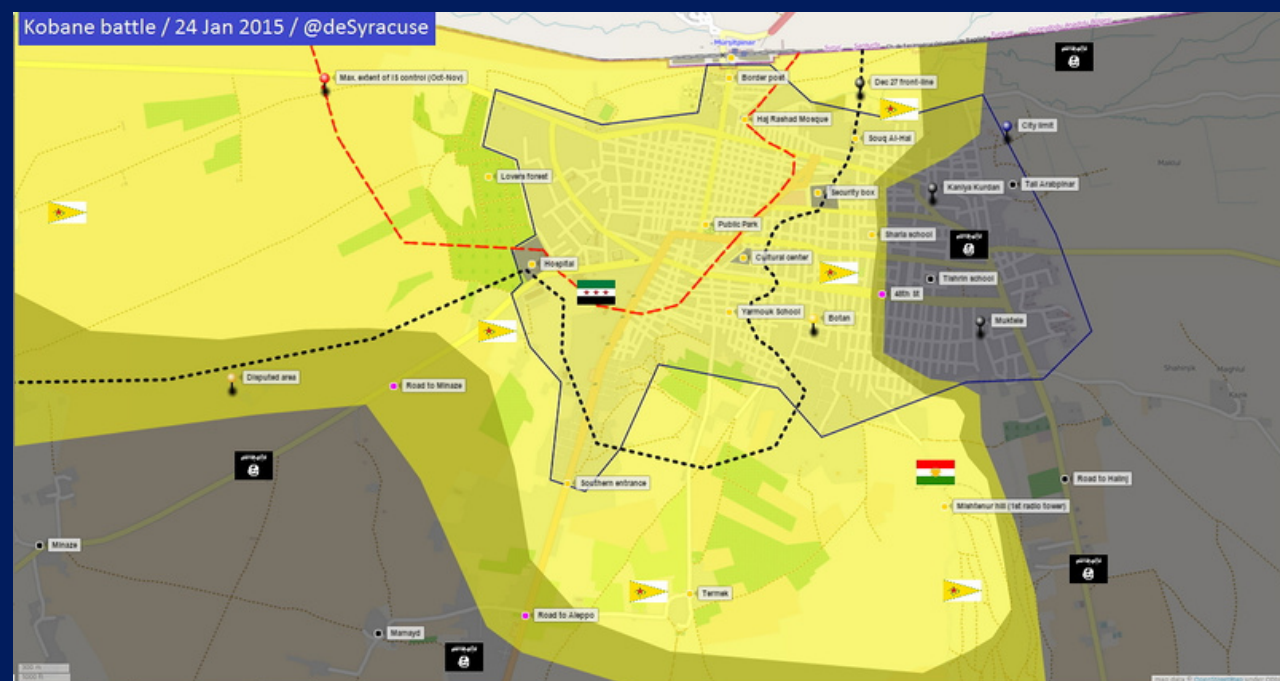 Kobane battle / 24 Jan 2015 / @deSyracuse
Murshitpinar
Max. extent of IS control (Oct-Nov)
Border post
Dec 27 front-line
Haj Rashad Mosque
City limit
Souq Al-Hal
Lovers forest
Kaniya Kurdan
Tall Arabpinar
Security box
Public Park
Sharia school
Cultural center
Hospital
Tishrin school
48th St
Yarmouk School
Botan
Muktele
Disputed area
Road to Minaze
Southern entrance
Road to Halinj
Mishtenur hill (1st radio tower)
Minaze
Termek
Road to Aleppo
Mamayd